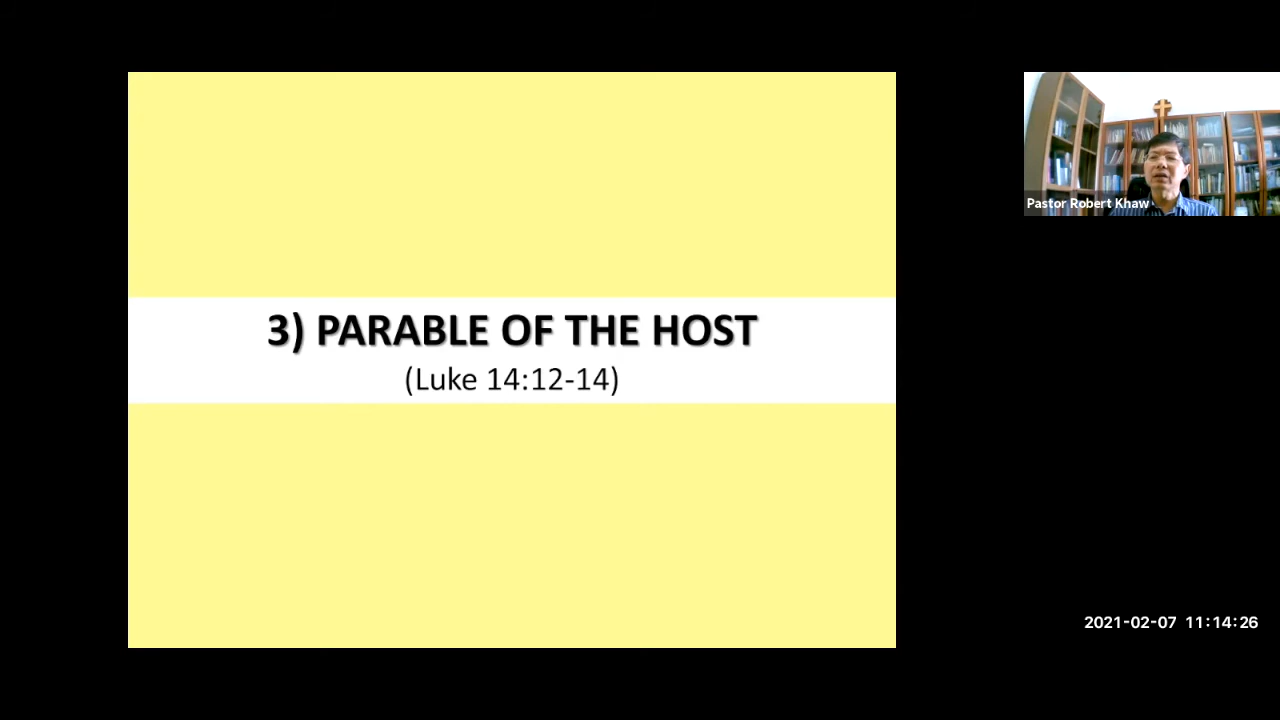 3) PARABLE OF THE HOST
(Luke 14:12-14)
Pastor Robert Khaw
2021-02-07 11:14:26